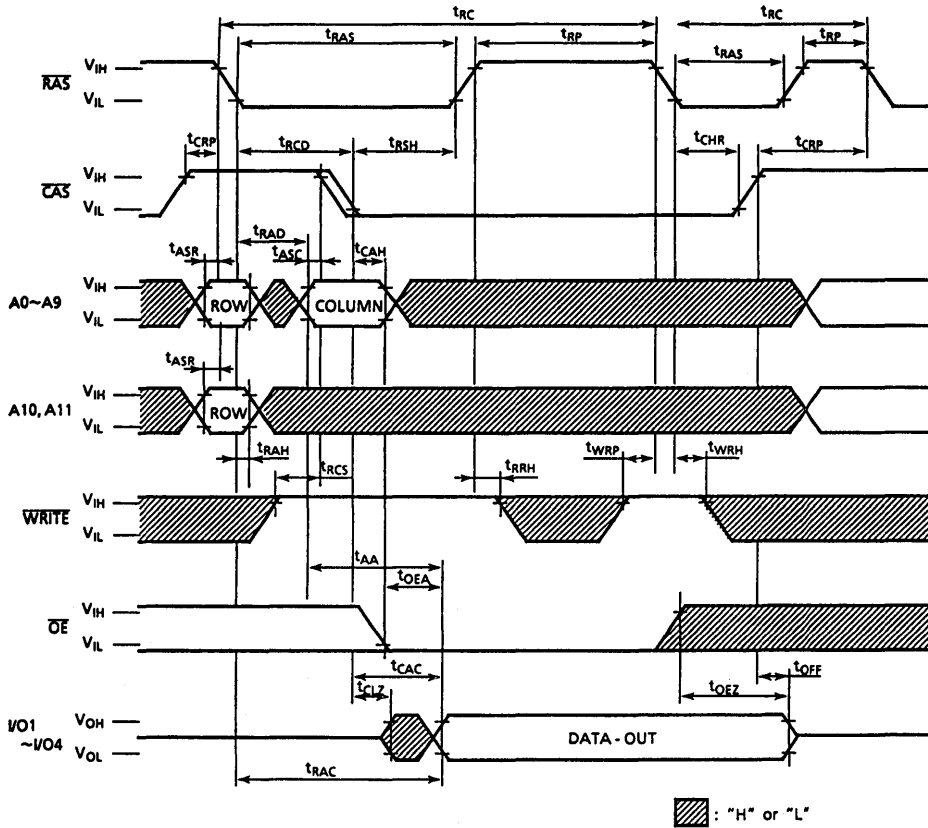 tRC tRC
tRAS tRP tRAS tRP
RAS VIH
VIL
tCRP tRCD tRSH tCHR tCRP
CAS VIH
VIL
tASR tRAD tASC tCAH
A0~A9 VIH
VIL
ROW COLUMN
tASR
A10, A11 VIH
VIL
ROW
tRAH tRCS tRRH tWRP tWRH
WRITE VIH
VIL
tAA
tOEA
OE VIH
VIL
tCAC
tCLZ tOEZ tOFF
I/O1
~I/O4
VOH
VOL
DATA - OUT
tRAC
: "H" or "L"